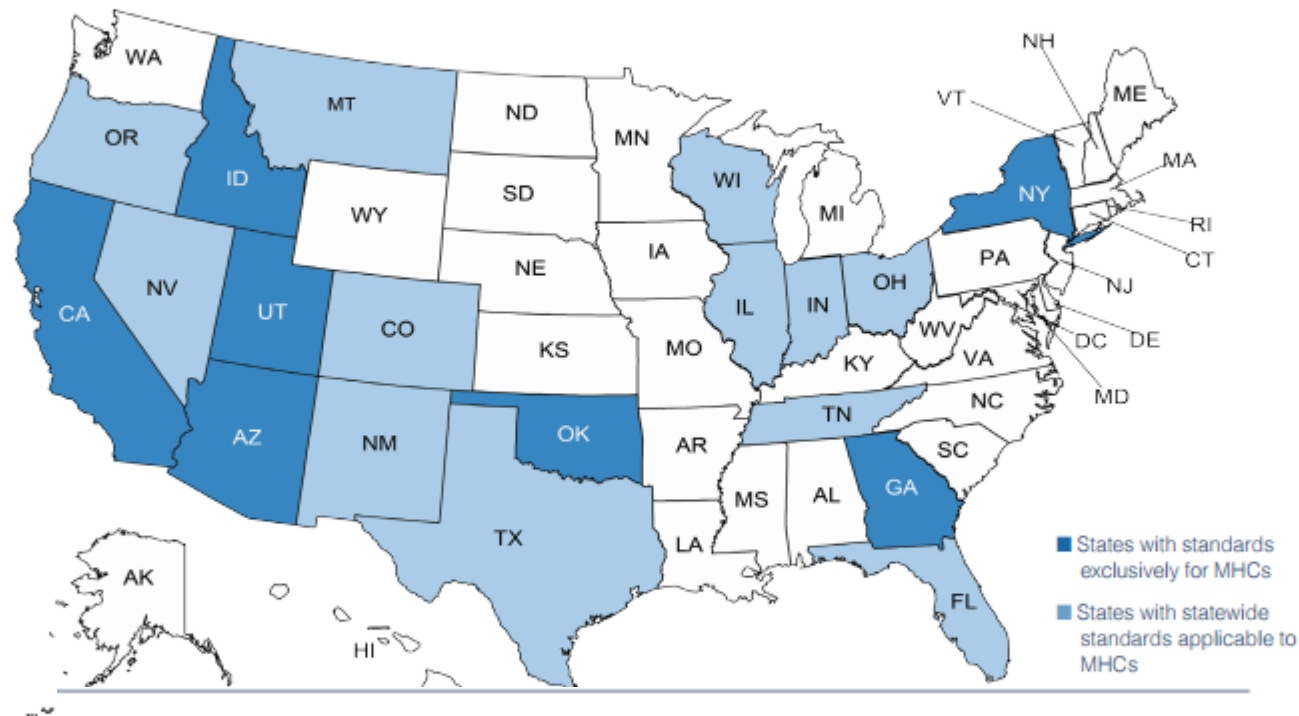 NH
WA
ME
VT
MT
ND
OR
MN
MA
ID
WI
SD
NY
WY
MI
RI
IA
PA
CT
NE
NV
OH
NJ
CA
UT
IL
IN
CO
WV
DC
DE
KS
MO
VA
KY
MD
NC
TN
AZ
OK
NM
AR
SC
GA
MS
AL
TX
LA
States with standards
exclusively for MHCs
AK
FL
States with statewide
standards applicable to
MHCs
HI